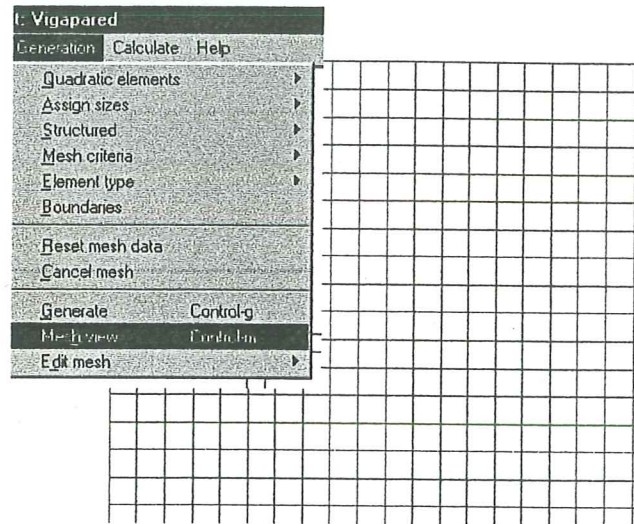 t: Vigapared
Generation Calculate Help
Quadratic elements
Assign sizes
Structured
Mesh criteria
Element type
Boundaries
Reset mesh data
Cancel mesh
Generate Control-g
Mesh view Control-m
Edit mesh